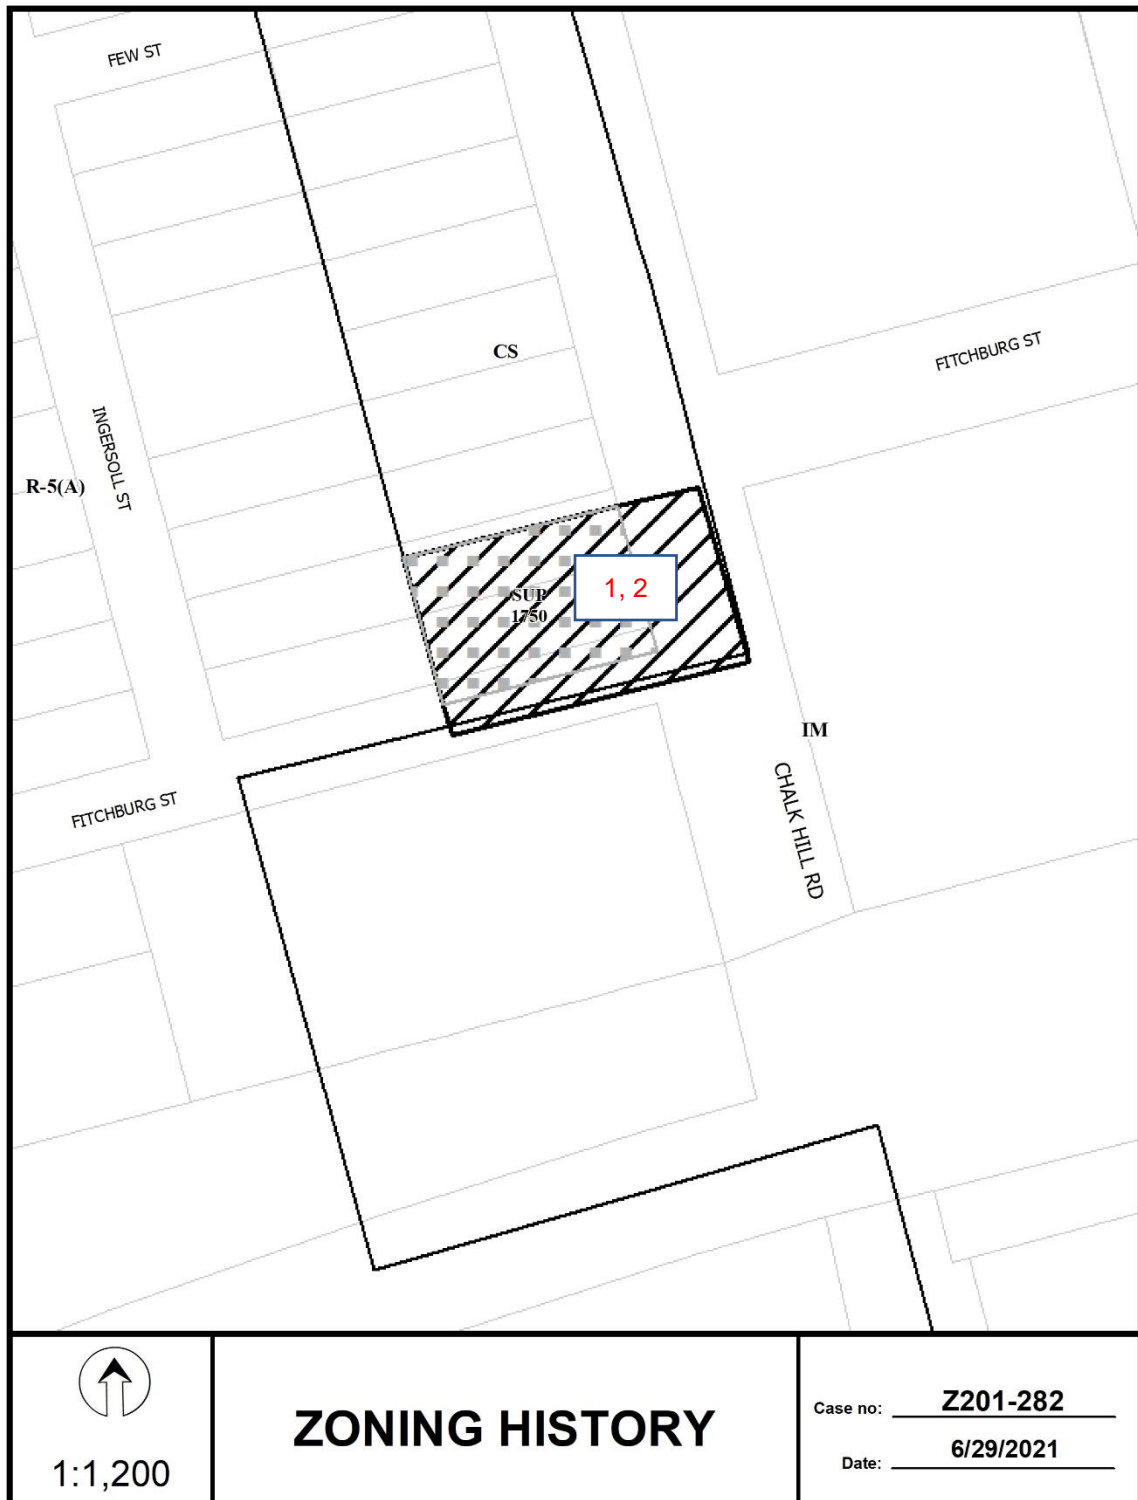 FEW ST
CS
FITCHBURG ST
INGERSOLL ST
R-5(A)
SUP
1750
1, 2
IM
CHALK HILL RD
FITCHBURG ST
1:1,200
ZONING HISTORY
Case no: Z201-282
Date: 6/29/2021